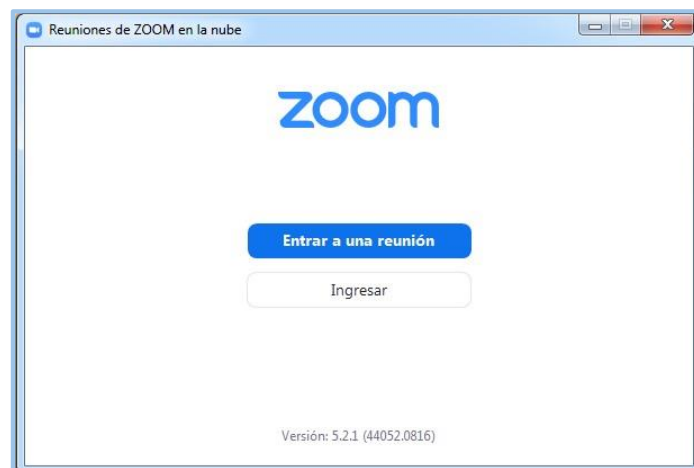 Reuniones de ZOOM en la nube
zoom
Entrar a una reunión
Ingresar
Versión: 5.2.1 (44052.0816)